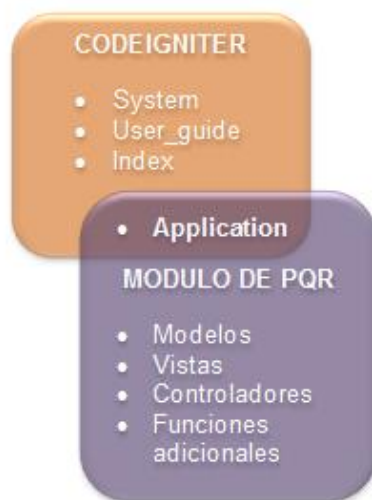 CODEIGNITER
• System
• User_guide
• Index
• Application
MODULO DE PQR
• Modelos
• Vistas
• Controladores
• Funciones
adicionales